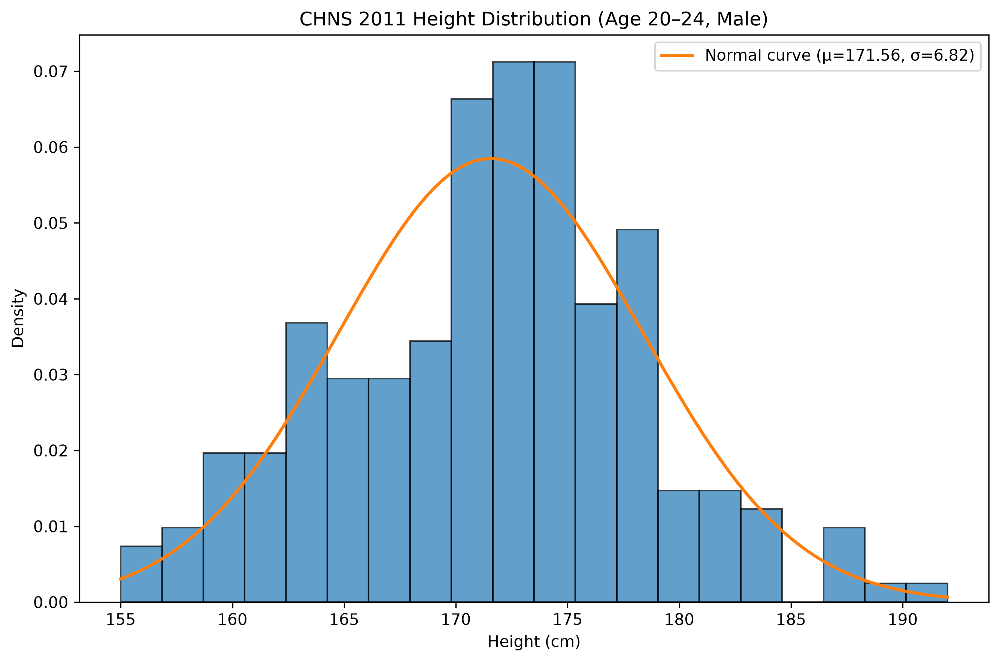 CHNS 2011 Height Distribution (Age 20–24, Male)
Normal curve (μ=171.56, σ=6.82)
Density
0.07
0.06
0.05
0.04
0.03
0.02
0.01
0.00
155 160 165 170 175 180 185 190
Height (cm)